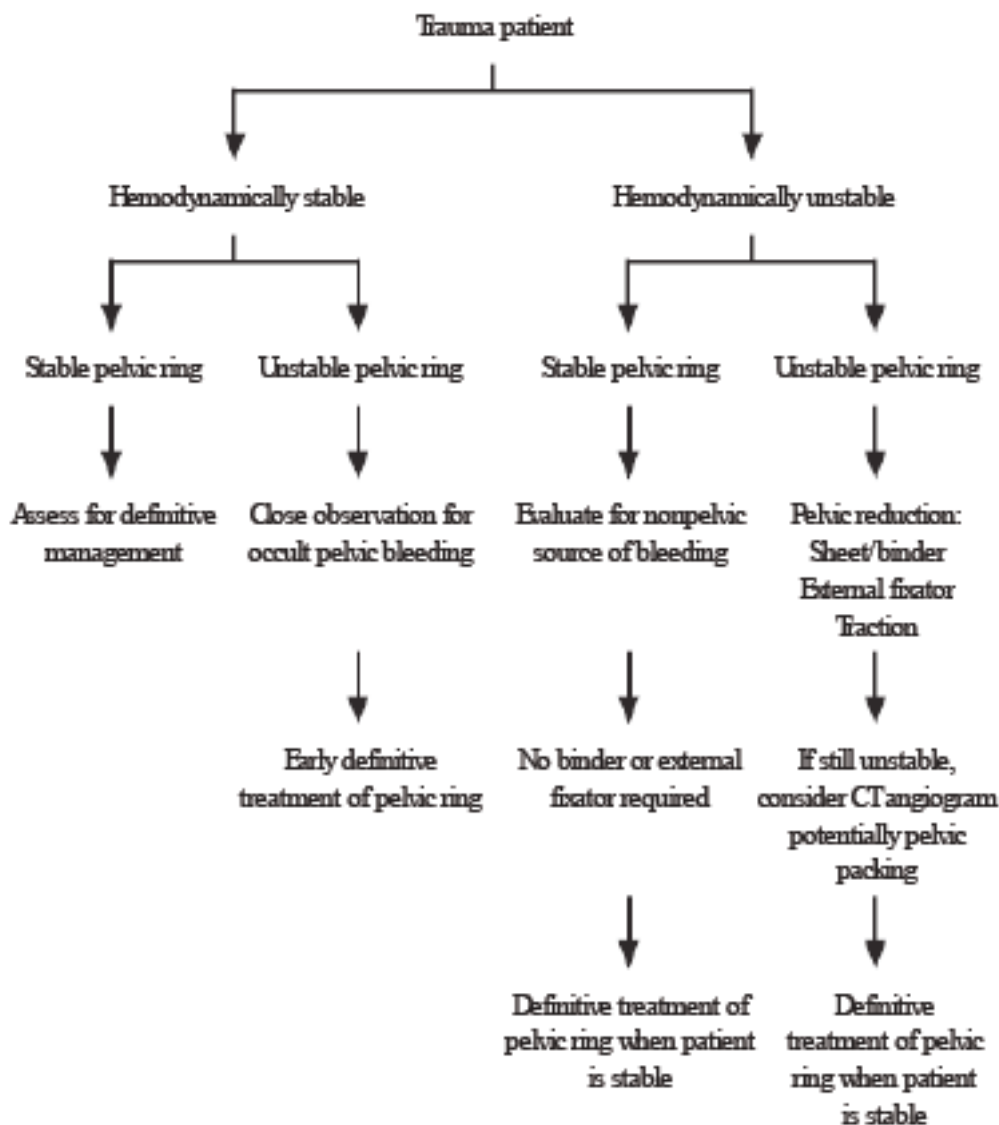 Trauma patient
Hemodynamically stable
Hemodynamically unstable
Stable pelvic ring
Unstable pelvic ring
Stable pelvic ring
Unstable pelvic ring
Assess for definitive
management
Close observation for
occult pelvic bleeding
Evaluate for nonpelvic
source of bleeding
Pelvic reduction:
Sheet/binder
External fixator
Traction
Early definitive
treatment of pelvic ring
No binder or external
fixator required
If still unstable,
consider CT angiogram
potentially pelvic
packing
Definitive treatment of
pelvic ring when patient
is stable
Definitive
treatment of pelvic
ring when patient
is stable